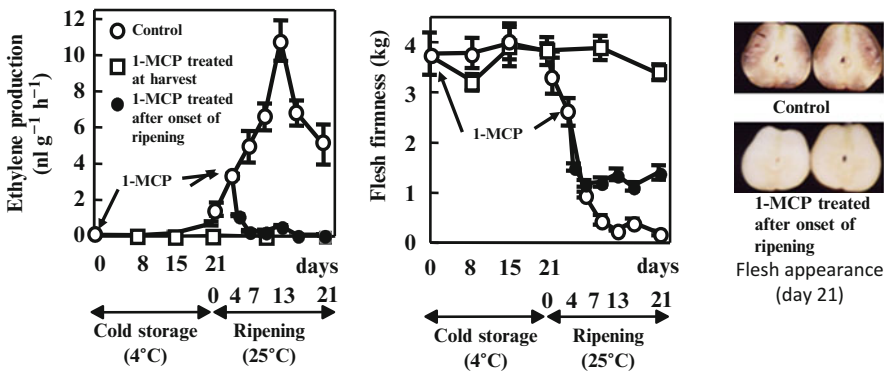 Ethylene production
(nl g⁻¹ h⁻¹)
12
10
8
6
4
2
0
Control
1-MCP treated
at harvest
1-MCP treated
after onset of
ripening
1-MCP
0 8 15 21 days
0 4 7 13 21
Cold storage
(4°C)
Ripening
(25°C)
Flesh firmness (kg)
5
4
3
2
1
0
1-MCP
0 8 15 21 days
0 4 7 13 21
Cold storage
(4°C)
Ripening
(25°C)
Control
1-MCP treated
after onset of
ripening
Flesh appearance
(day 21)